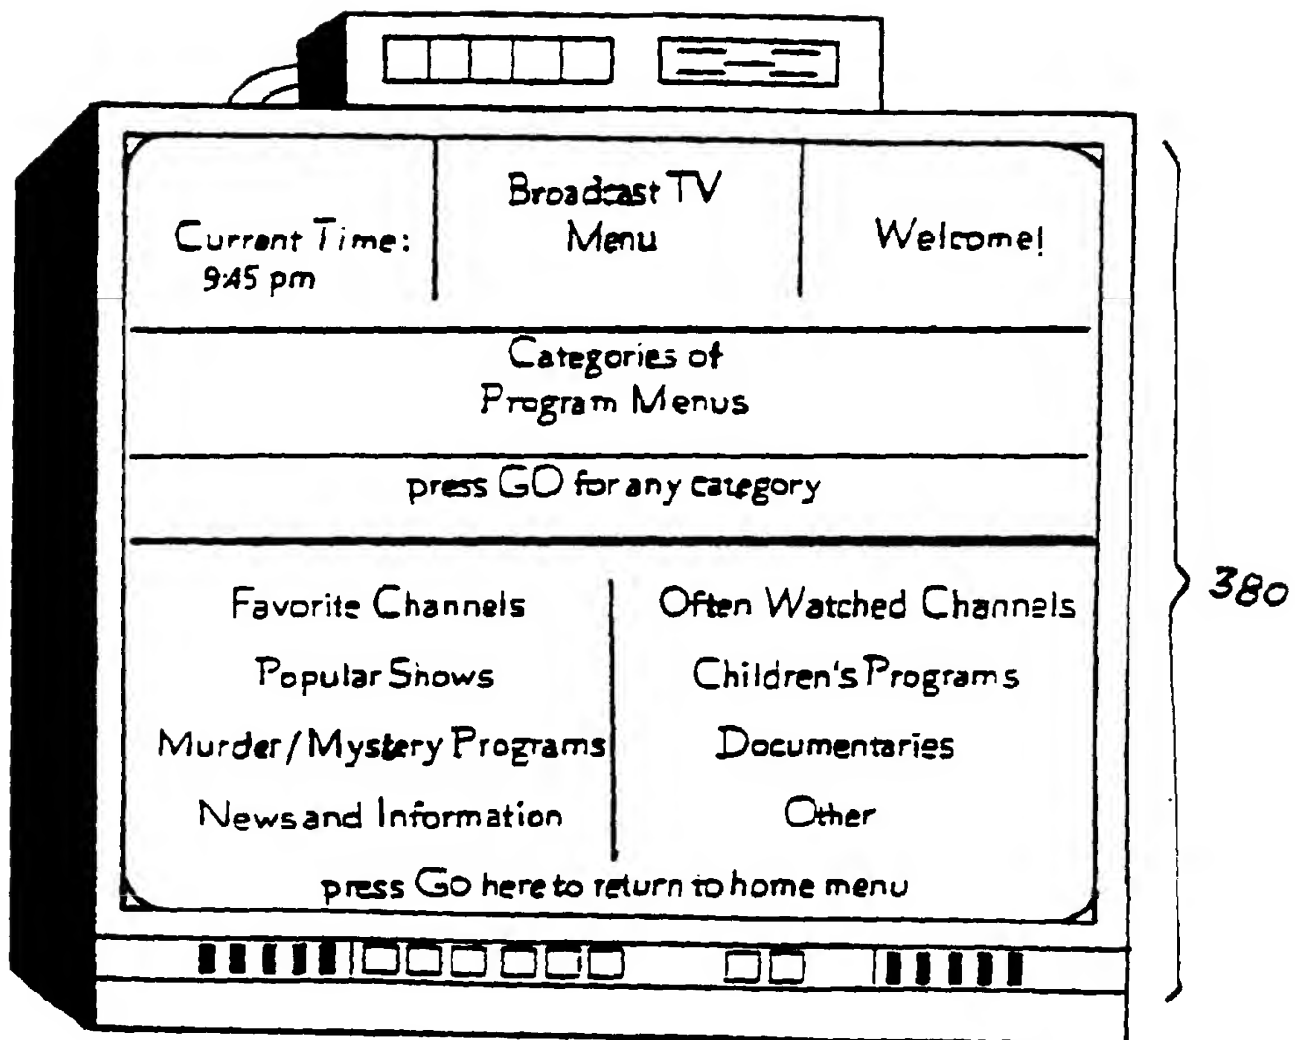 Current Time:
9:45 pm
Broadcast TV
Menu
Welcome!
Categories of
Program Menus
press GO for any category
Favorite Channels
Popular Shows
Murder/Mystery Programs
News and Information
Often Watched Channels
Children's Programs
Documentaries
Other
press Go here to return to home menu
380